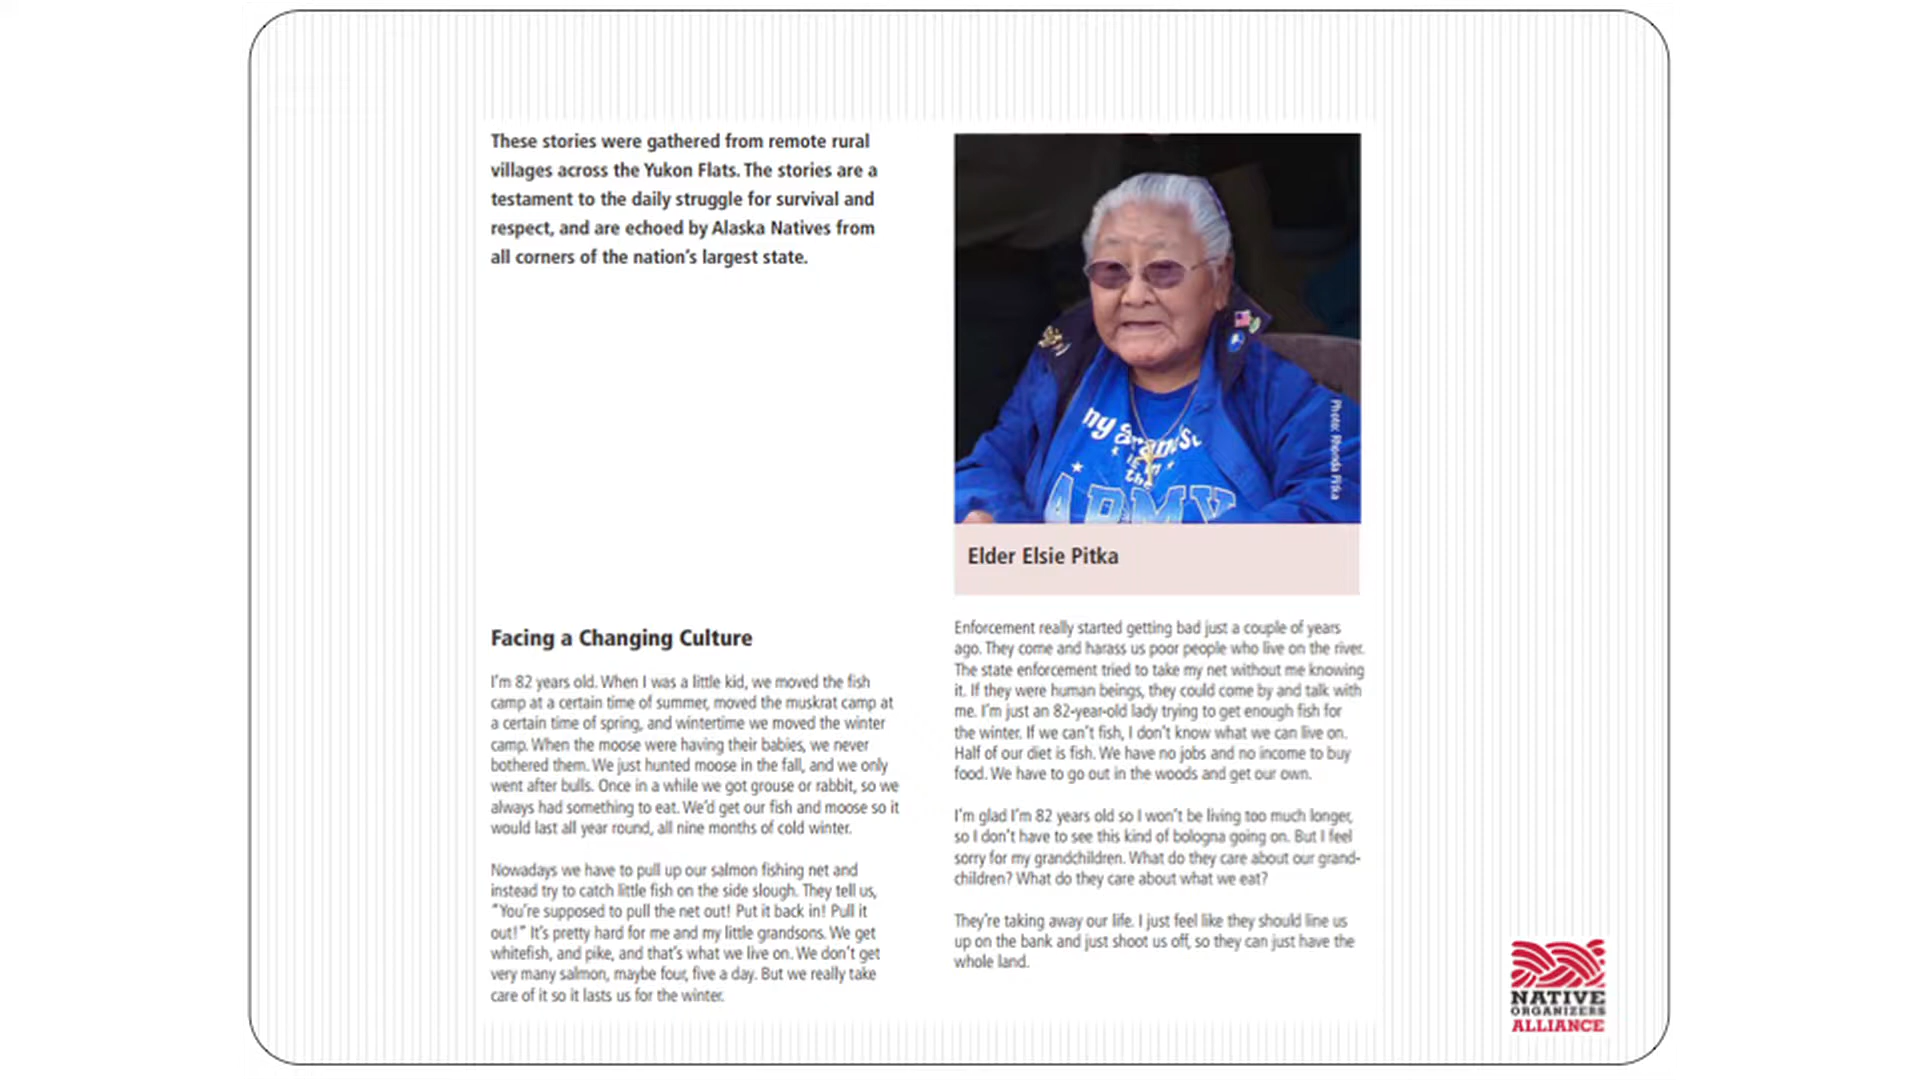 These stories were gathered from remote rural
villages across the Yukon Flats. The stories are a
testament to the daily struggle for survival and
respect, and are echoed by Alaska Natives from
all corners of the nation's largest state.
Facing a Changing Culture
I'm 82 years old. When I was a little kid, we moved the fish
camp at a certain time of summer, moved the muskrat camp at
a certain time of spring, and wintertime we moved the winter
camp. When the moose were having their babies, we never
bothered them. We just hunted moose in the fall, and we only
went after bulls. Once in a while we got grouse or rabbit, so we
always had something to eat. We'd get our fish and moose so it
would last all year round, all nine months of cold winter.
Nowadays we have to pull up our salmon fishing net and
instead try to catch little fish on the side slough. They tell us,
"You're supposed to pull the net out! Put it back in! Pull it
out!" It's pretty hard for me and my little grandsons. We get
whitefish, and pike, and that's what we live on. We don't get
very many salmon, maybe four, five a day. But we really take
care of it so it lasts us for the winter.
my
is in
the
ARMY
Photo: Rhonda Pitka
Elder Elsie Pitka
Enforcement really started getting bad just a couple of years
ago. They come and harass us poor people who live on the river.
The state enforcement tried to take my net without me knowing
it. If they were human beings, they could come by and talk with
me. I'm just an 82-year-old lady trying to get enough fish for
the winter. If we can't fish, I don't know what we can live on.
Half of our diet is fish. We have no jobs and no income to buy
food. We have to go out in the woods and get our own.
I'm glad I'm 82 years old so I won't be living too much longer,
so I don't have to see this kind of bologna going on. But I feel
sorry for my grandchildren. What do they care about our grand-
children? What do they care about what we eat?
They're taking away our life. I just feel like they should line us
up on the bank and just shoot us off, so they can just have the
whole land.
NATIVE
ORGANIZERS
ALLIANCE